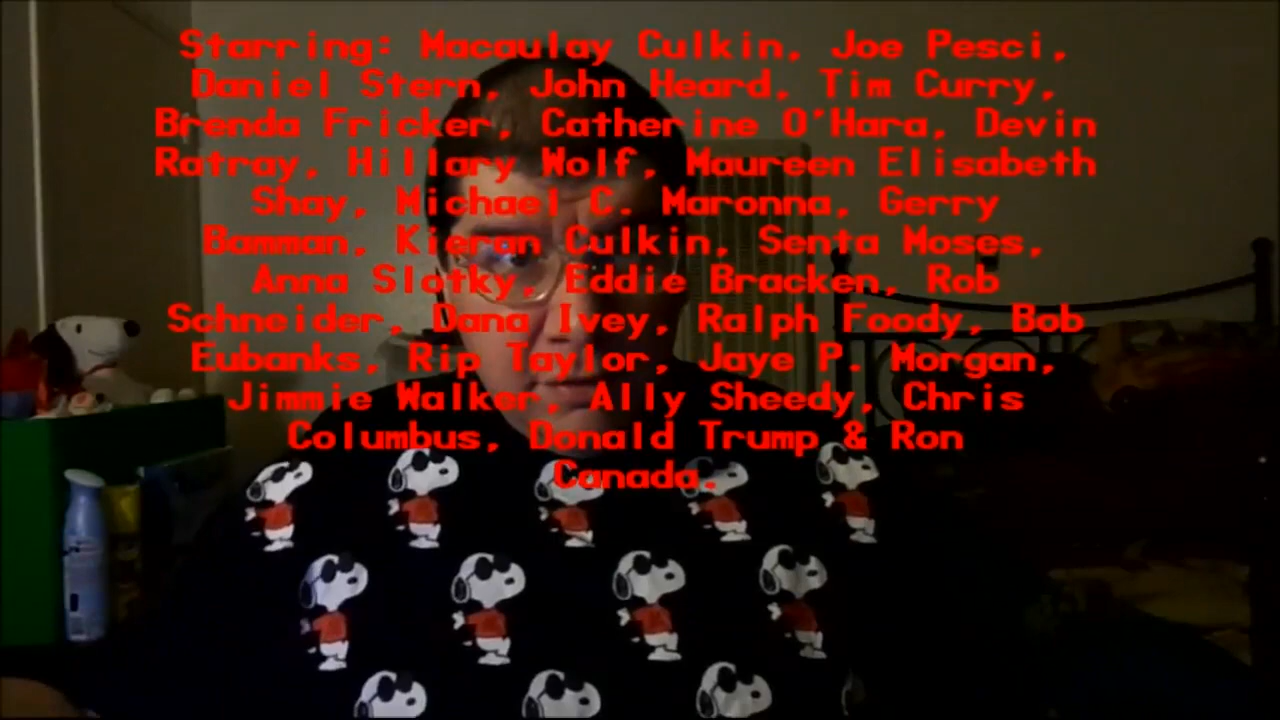 Starring: Macaulay Culkin, Joe Pesci,
Daniel Stern, John Heard, Tim Curry,
Brenda Fricker, Catherine O'Hara, Devin
Ratray, Hillary Wolf, Maureen Elisabeth
Shay, Michael C. Maronna, Gerry
Bamman, Kieran Culkin, Senta Moses,
Anna Slotky, Eddie Bracken, Rob
Schneider, Dana Ivey, Ralph Foody, Bob
Eubanks, Rip Taylor, Jaye P. Morgan,
Jimmie Walker, Ally Sheedy, Chris
Columbus, Donald Trump & Ron
Canada.